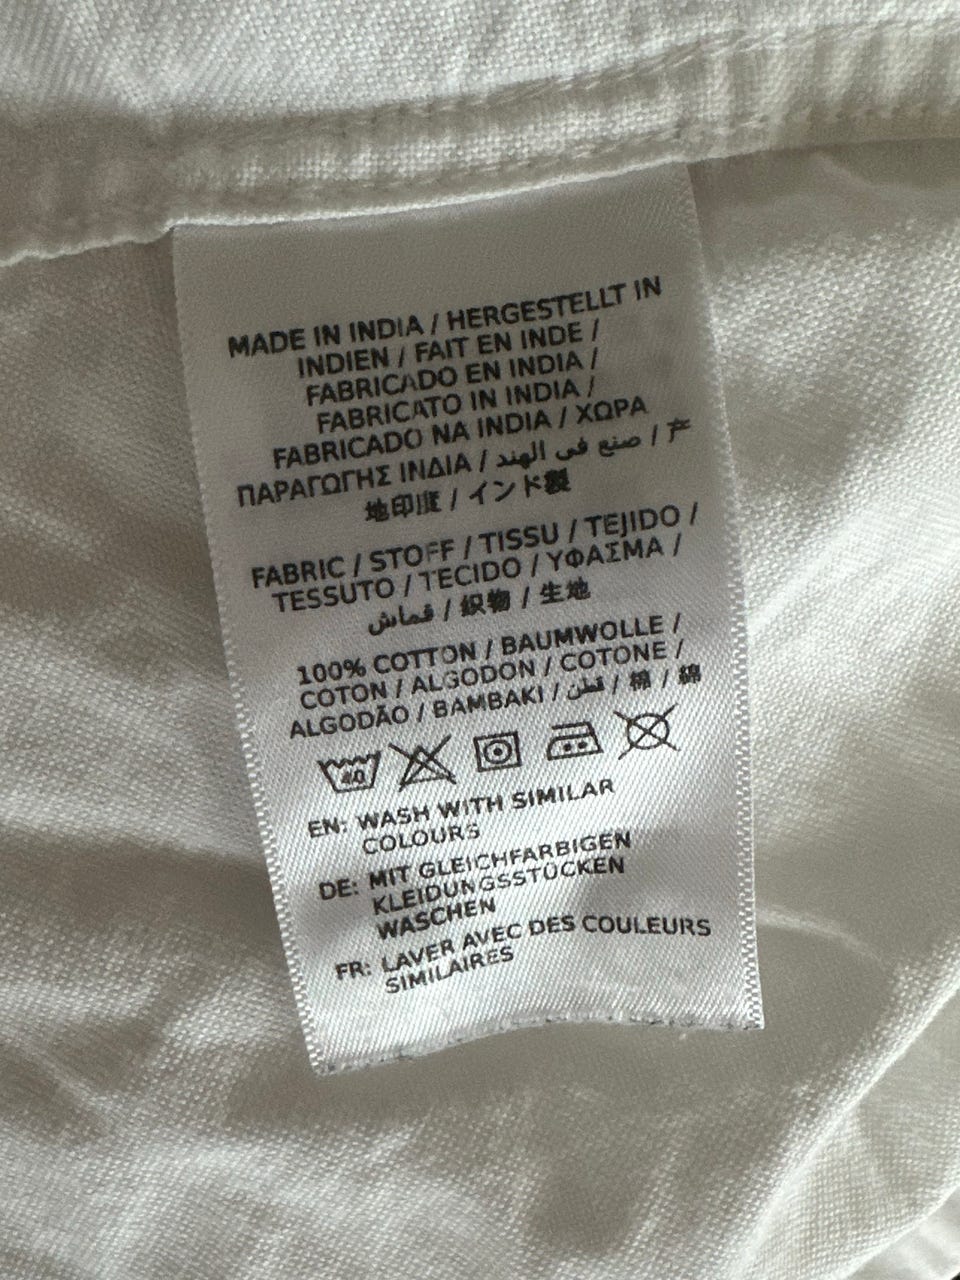 MADE IN INDIA / HERGESTELLT IN
INDIEN / FAIT EN INDE /
FABRICADO EN INDIA /
FABRICATO IN INDIA /
FABRICADO NA INDIA / ΧΩΡΑ
ΠΑΡΑΓΩΓΗΣ ΙΝΔΙΑ / صنع في الهند / 产
地印度 / インド製
FABRIC / STOFF / TISSU / TEJIDO /
TESSUTO / TECIDO / ΥΦΑΣΜΑ /
قماش / 织物 / 生地
100% COTTON / BAUMWOLLE /
COTON / ALGODON / COTONE /
ALGODÃO / BAMBAKI / قطن / 棉 / 綿
40
EN: WASH WITH SIMILAR
COLOURS
DE: MIT GLEICHFARBIGEN
KLEIDUNGSSTÜCKEN
WASCHEN
FR: LAVER AVEC DES COULEURS
SIMILAIRES